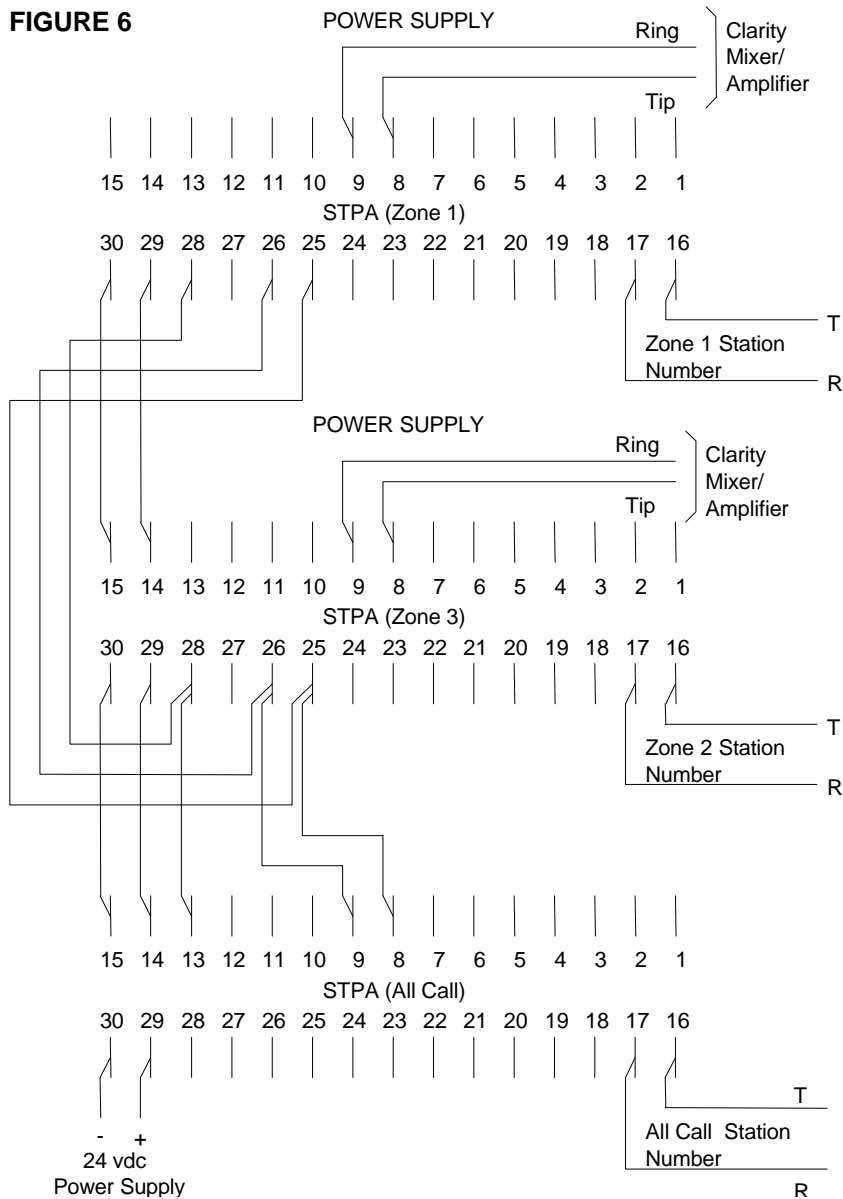 FIGURE 6
POWER SUPPLY
Ring
Clarity
Mixer/
Amplifier
Tip
15 14 13 12 11 10 9 8 7 6 5 4 3 2 1
STPA (Zone 1)
30 29 28 27 26 25 24 23 22 21 20 19 18 17 16
T
Zone 1 Station
Number
R
POWER SUPPLY
Ring
Clarity
Mixer/
Amplifier
Tip
15 14 13 12 11 10 9 8 7 6 5 4 3 2 1
STPA (Zone 3)
30 29 28 27 26 25 24 23 22 21 20 19 18 17 16
T
Zone 2 Station
Number
R
15 14 13 12 11 10 9 8 7 6 5 4 3 2 1
STPA (All Call)
30 29 28 27 26 25 24 23 22 21 20 19 18 17 16
T
All Call Station
Number
R
- +
24 vdc
Power Supply